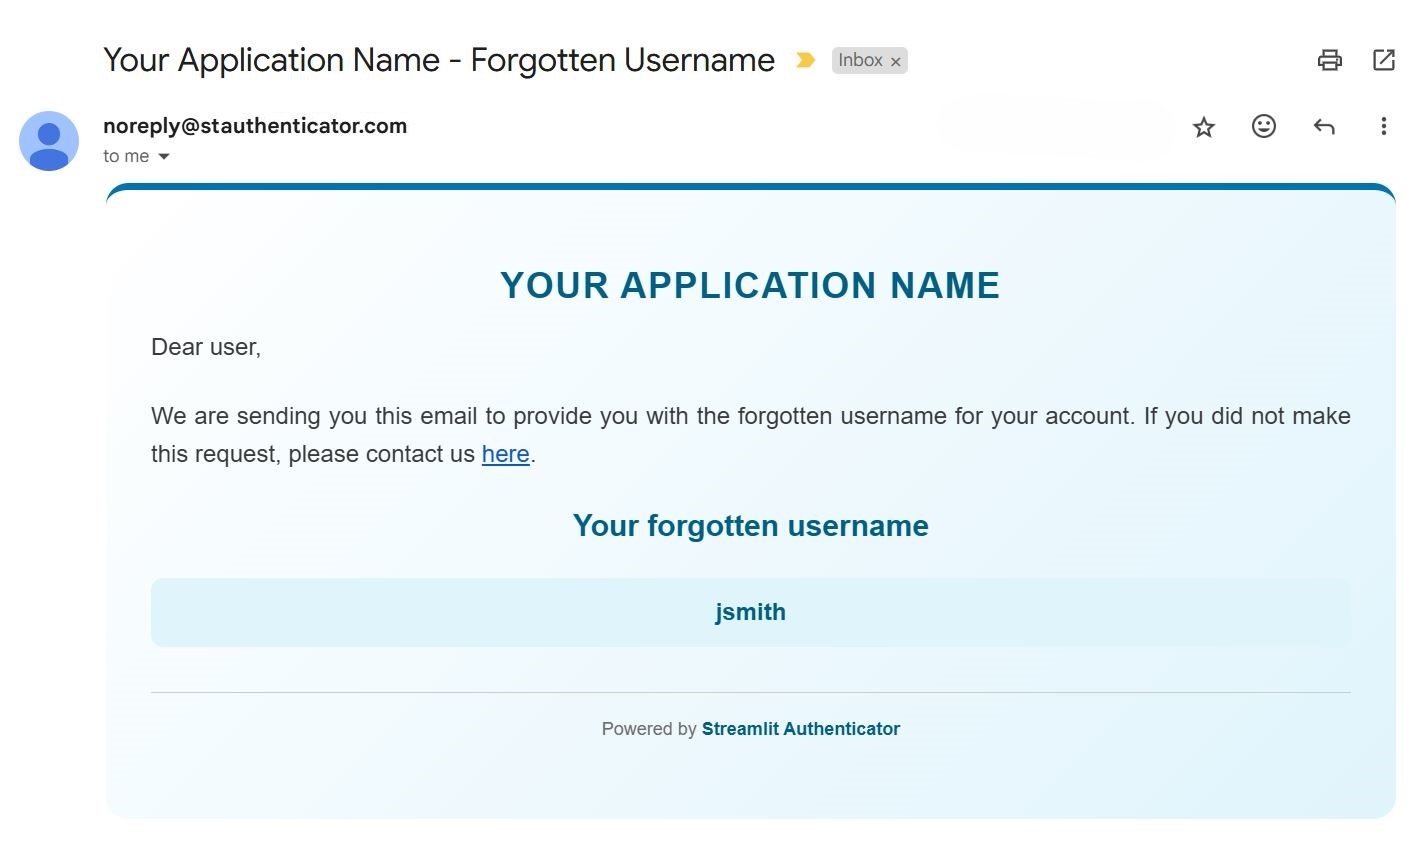 Your Application Name - Forgotten Username
Inbox ×
noreply@stauthenticator.com
to me
YOUR APPLICATION NAME
Dear user,
We are sending you this email to provide you with the forgotten username for your account. If you did not make
this request, please contact us here.
Your forgotten username
jsmith
Powered by Streamlit Authenticator